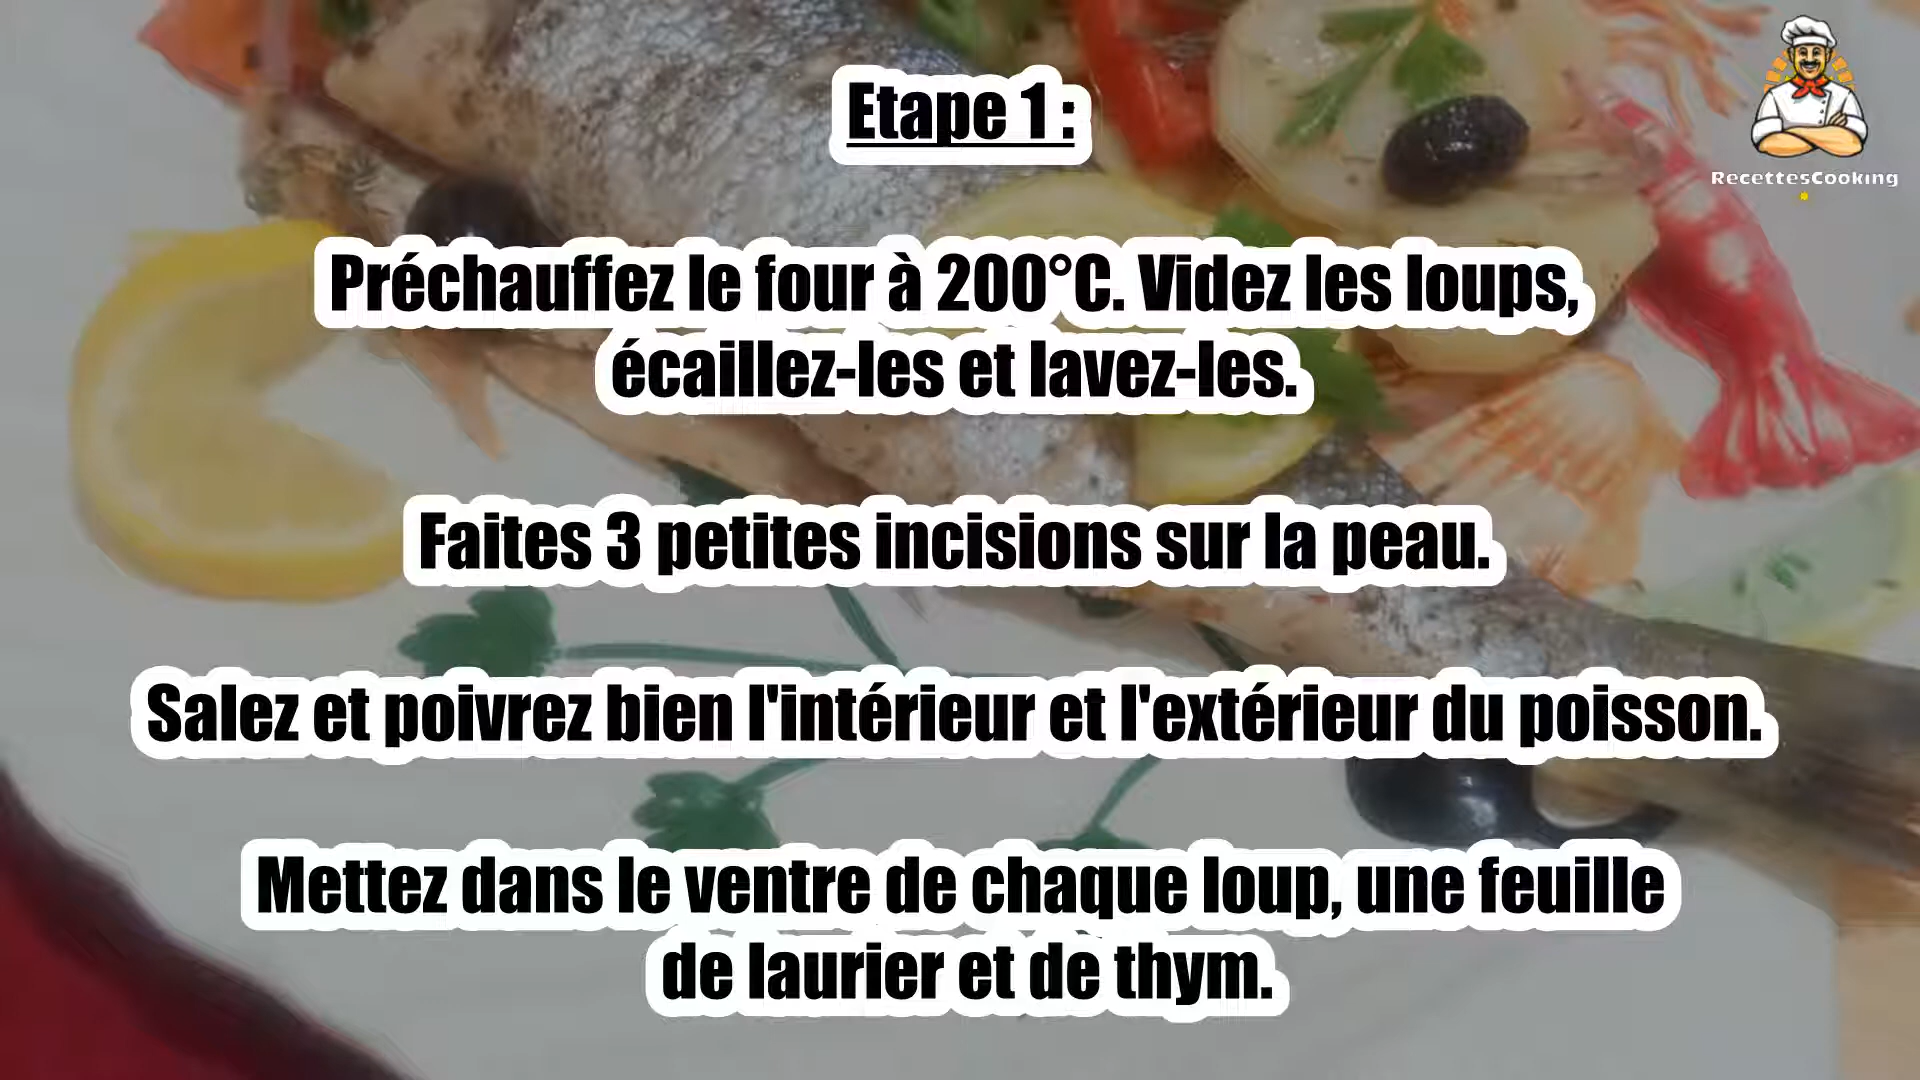 Etape 1 :
RecettesCooking
Préchauffez le four à 200°C. Videz les loups,
écaillez-les et lavez-les.
Faites 3 petites incisions sur la peau.
Salez et poivrez bien l'intérieur et l'extérieur du poisson.
Mettez dans le ventre de chaque loup, une feuille
de laurier et de thym.